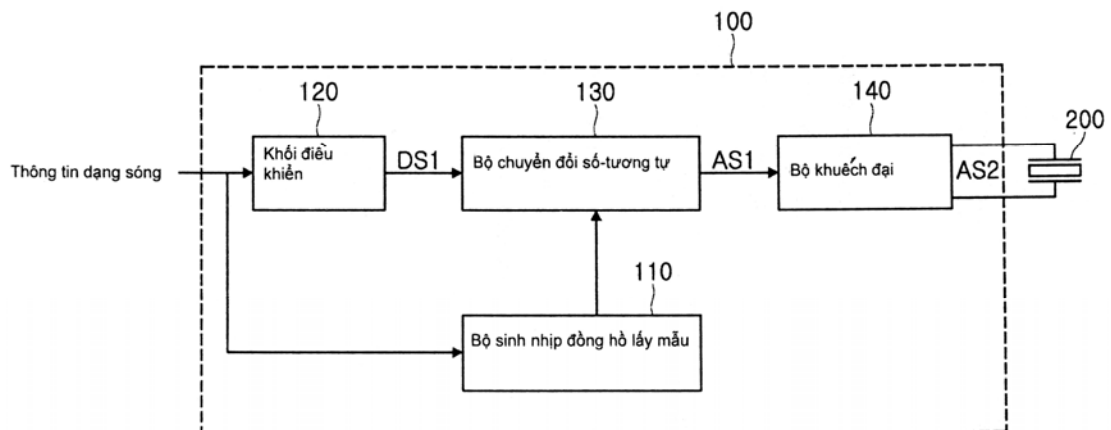 100
120
130
140
200
Khối điều
khiển
Thông tin dạng sóng
DS1
Bộ chuyển đổi số-tương tự
AS1
Bộ khuếch đại
AS2
110
Bộ sinh nhịp đồng hồ lấy mẫu